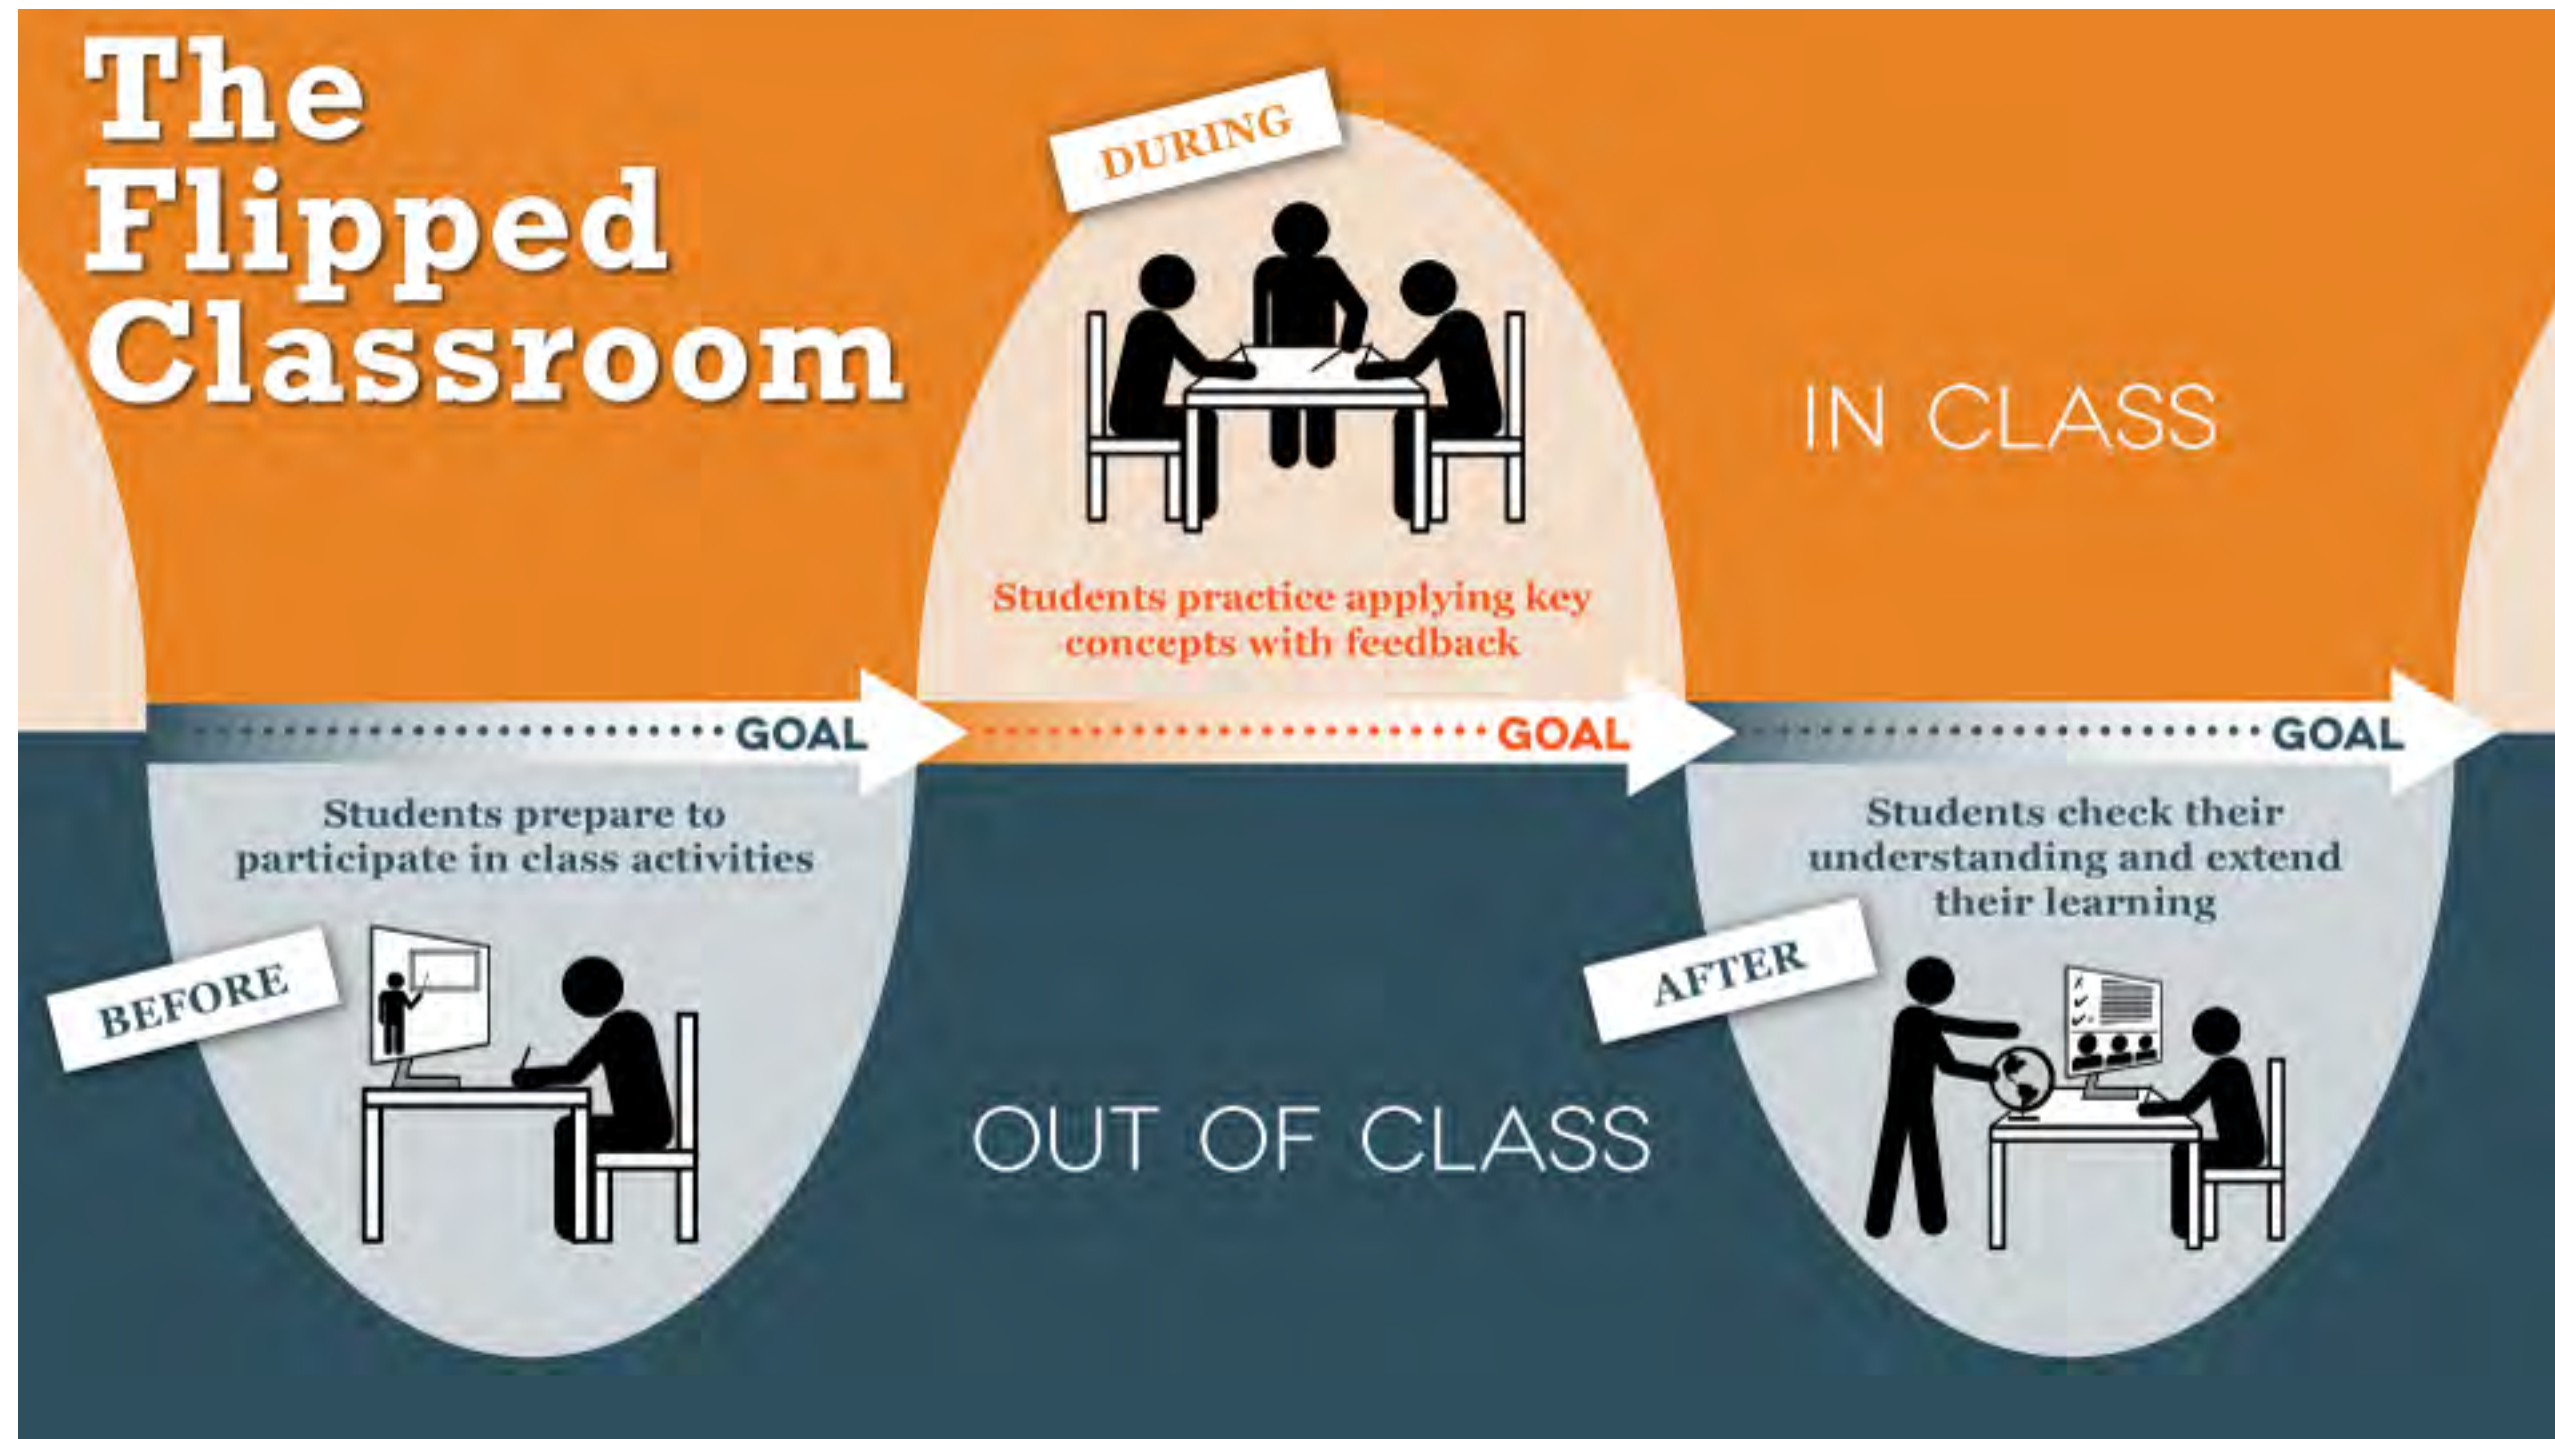 The
Flipped
Classroom
DURING
IN CLASS
Students practice applying key
concepts with feedback
GOAL
GOAL
GOAL
Students prepare to
participate in class activities
BEFORE
OUT OF CLASS
Students check their
understanding and extend
their learning
AFTER